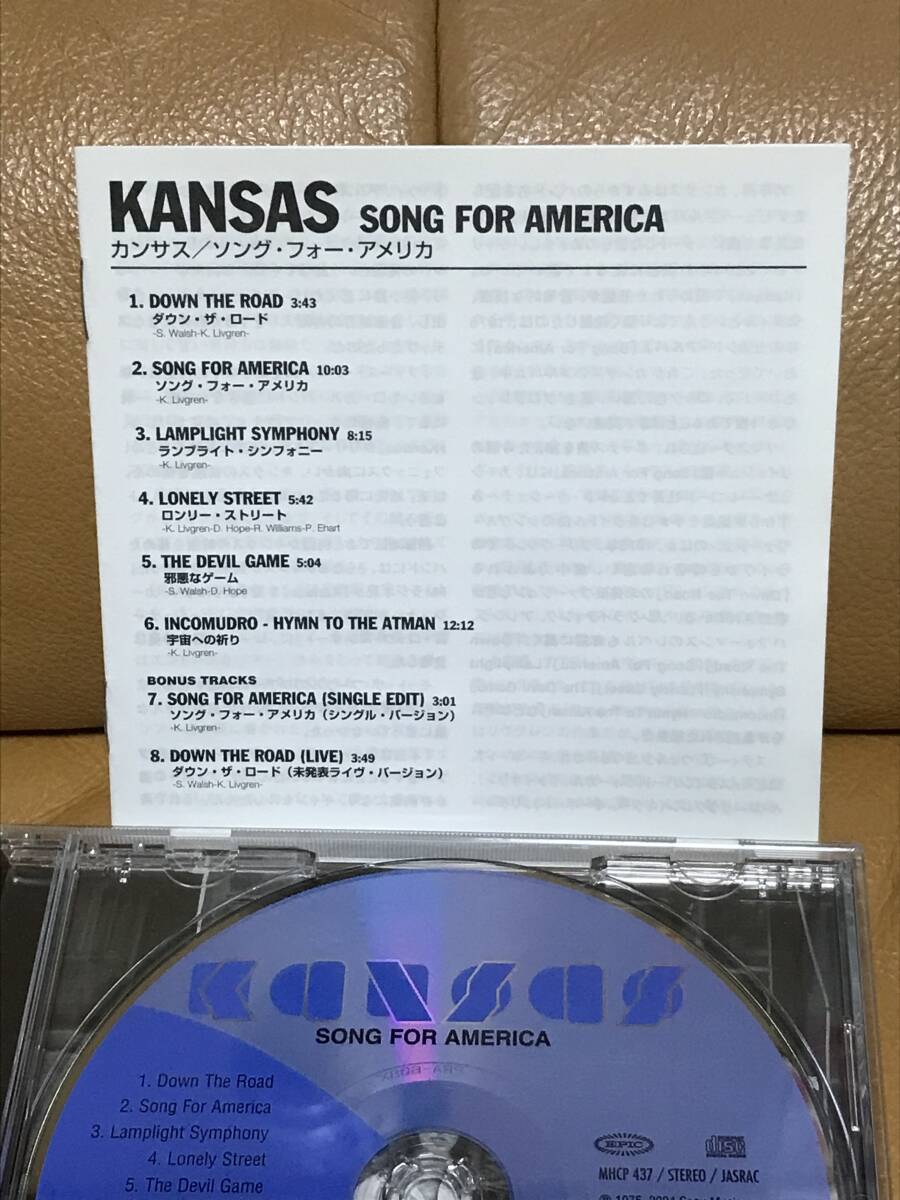 KANSAS SONG FOR AMERICA
カンサス／ソング・フォー・アメリカ
1. DOWN THE ROAD 3:43
ダウン・ザ・ロード
-S. Walsh-K. Livgren-
2. SONG FOR AMERICA 10:03
ソング・フォー・アメリカ
-K. Livgren-
3. LAMPLIGHT SYMPHONY 8:15
ランプライト・シンフォニー
-K. Livgren-
4. LONELY STREET 5:42
ロンリー・ストリート
-K. Livgren-D. Hope-R. Williams-P. Ehart
5. THE DEVIL GAME 5:04
邪悪なゲーム
-S. Walsh-D. Hope
6. INCOMUDRO - HYMN TO THE ATMAN 12:12
宇宙への祈り
-K. Livgren-
BONUS TRACKS
7. SONG FOR AMERICA (SINGLE EDIT) 3:01
ソング・フォー・アメリカ（シングル・バージョン）
-K. Livgren-
8. DOWN THE ROAD (LIVE) 3:49
ダウン・ザ・ロード（未発表ライヴ・バージョン）
-S. Walsh-K. Livgren-
KANSAS
SONG FOR AMERICA
1. Down The Road
2. Song For America
3. Lamplight Symphony
4. Lonely Street
5. The Devil Game
EPIC
disc
MHCP 437 / STEREO / JASRAC